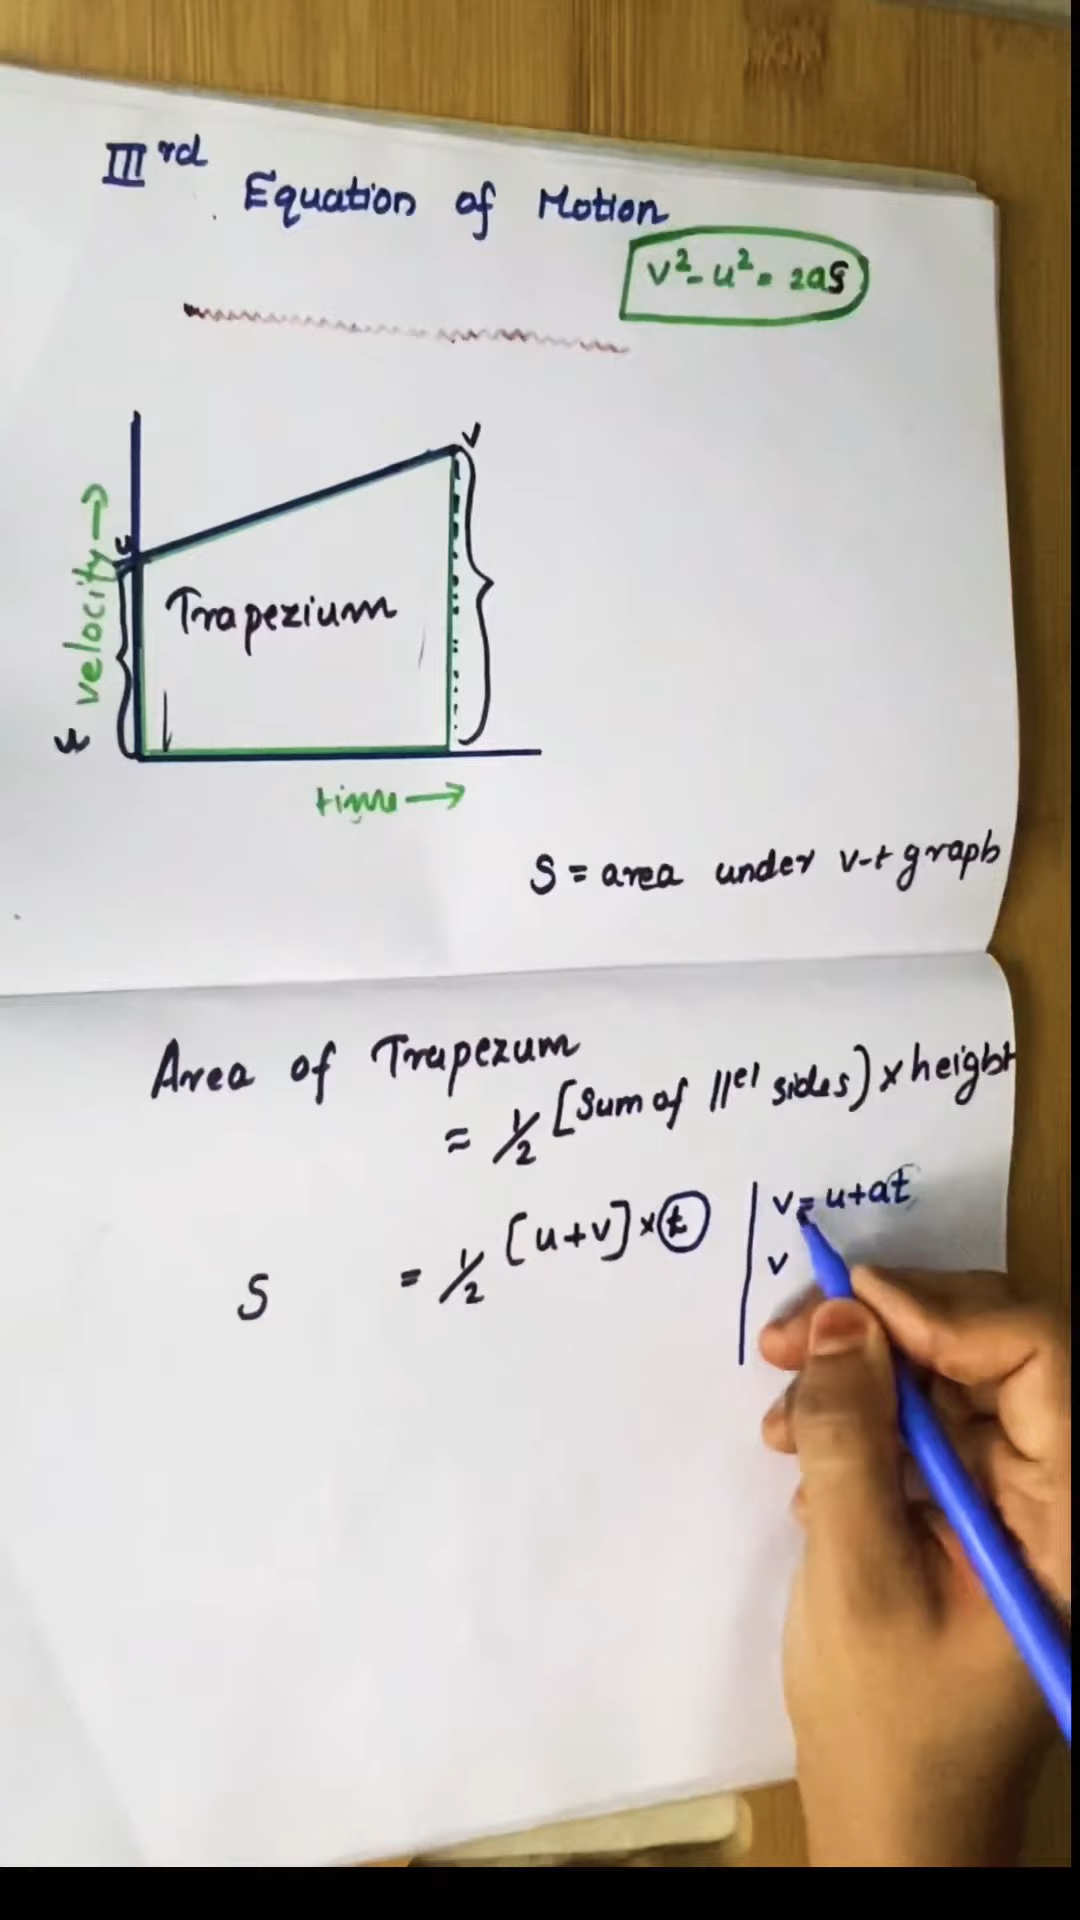 IIIrd Equation of Motion
v²-u² = 2as
v
u
velocity →
Trapezium
u
time →
S = area under v-t graph
Area of Trapezum
= 1/2 [Sum of ||el sides) × height
S = 1/2 [u+v] × t
v = u+at
v